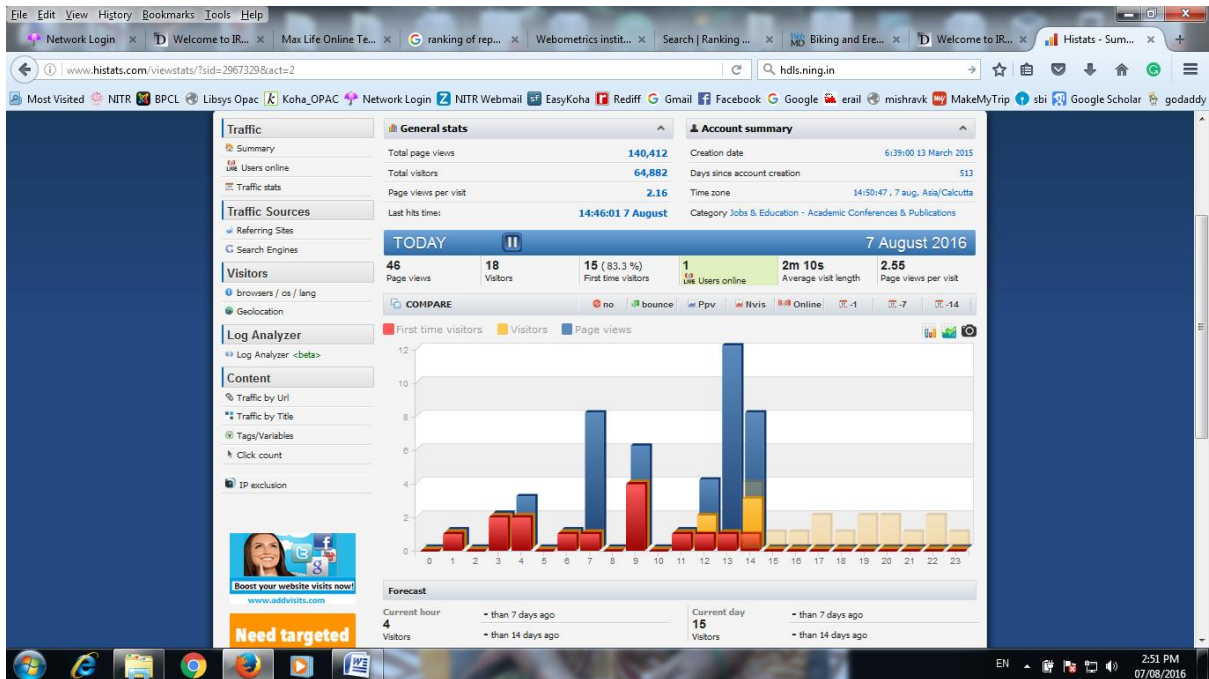 File Edit View History Bookmarks Tools Help
Network Login × Welcome to IR... × Max Life Online Te... × ranking of rep... × Webometrics instit... × Search | Ranking ... × Biking and Ere... × Welcome to IR... × Histats - Sum... × +
www.histats.com/viewstats/?sid=2967329&act=2 hdls.ning.in
Most Visited NITR BPCL Libsys Opac Koha_OPAC Network Login NITR Webmail EasyKoha Rediff Gmail Facebook Google erail mishravk MakeMyTrip sbi Google Scholar godaddy
Traffic
Summary
Users online
Traffic stats
Traffic Sources
Referring Sites
Search Engines
Visitors
browsers / os / lang
Geolocation
Log Analyzer
Log Analyzer <beta>
Content
Traffic by Url
Traffic by Title
Tags/Variables
Click count
IP exclusion
Boost your website visits now!
www.addvisits.com
Need targeted
General stats
Total page views 140,412
Total visitors 64,882
Page views per visit 2.16
Last hits time: 14:46:01 7 August
Account summary
Creation date 6:39:00 13 March 2015
Days since account creation 513
Time zone 14:50:47 , 7 aug, Asia/Calcutta
Category Jobs & Education - Academic Conferences & Publications
TODAY 7 August 2016
46 18 15 ( 83.3 %) 1 2m 10s 2.55
Page views Visitors First time visitors LIVE Users online Average visit length Page views per visit
COMPARE no bounce Ppv Nvis Online -1 -7 -14
First time visitors Visitors Page views
12
10
8
6
4
2
0
0 1 2 3 4 5 6 7 8 9 10 11 12 13 14 15 16 17 18 19 20 21 22 23
Forecast
Current hour - than 7 days ago Current day - than 7 days ago
4 15
Visitors - than 14 days ago Visitors - than 14 days ago
EN 2:51 PM
07/08/2016